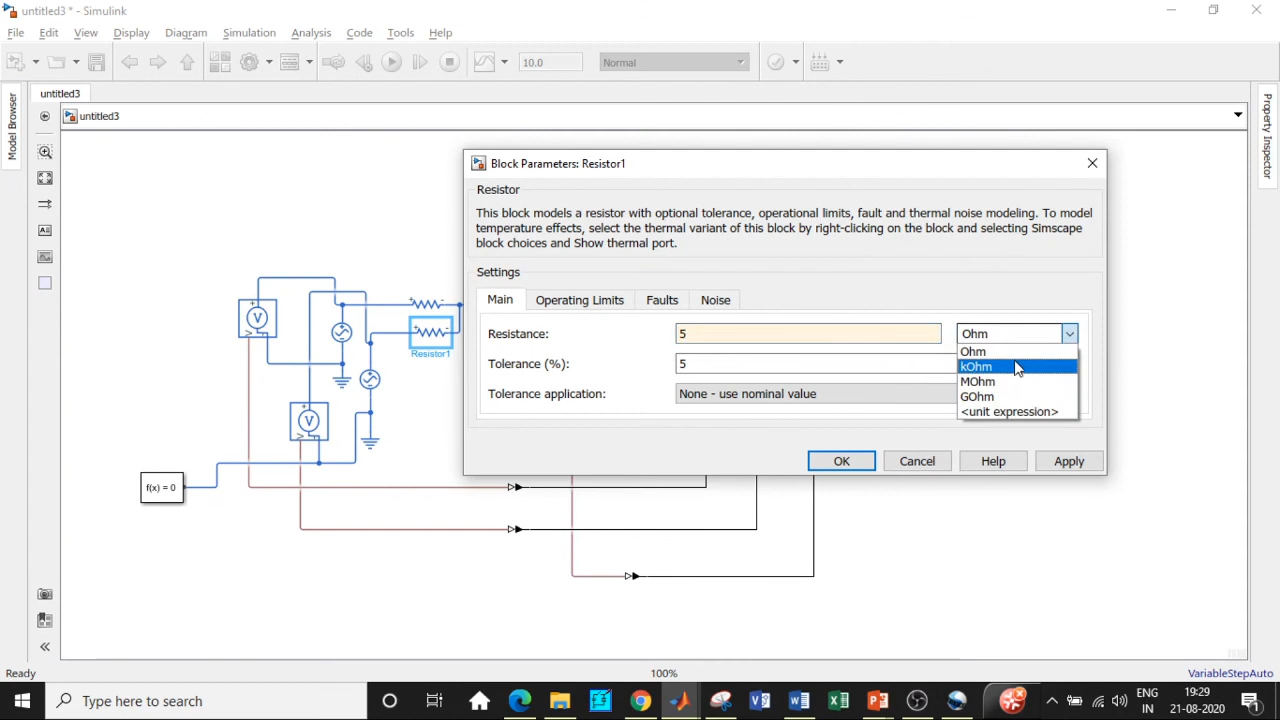 untitled3 * - Simulink
File Edit View Display Diagram Simulation Analysis Code Tools Help
10.0 Normal
untitled3
untitled3
Model Browser
Property Inspector
Block Parameters: Resistor1
Resistor
This block models a resistor with optional tolerance, operational limits, fault and thermal noise modeling. To model
temperature effects, select the thermal variant of this block by right-clicking on the block and selecting Simscape
block choices and Show thermal port.
Settings
Main Operating Limits Faults Noise
Resistance: 5 Ohm
Ohm
Tolerance (%): 5 kOhm
MOhm
Tolerance application: None - use nominal value GOhm
<unit expression>
OK Cancel Help Apply
V
Resistor1
V
f(x) = 0
Ready 100% VariableStepAuto
Type here to search
ENG
IN
19:29
21-08-2020
1